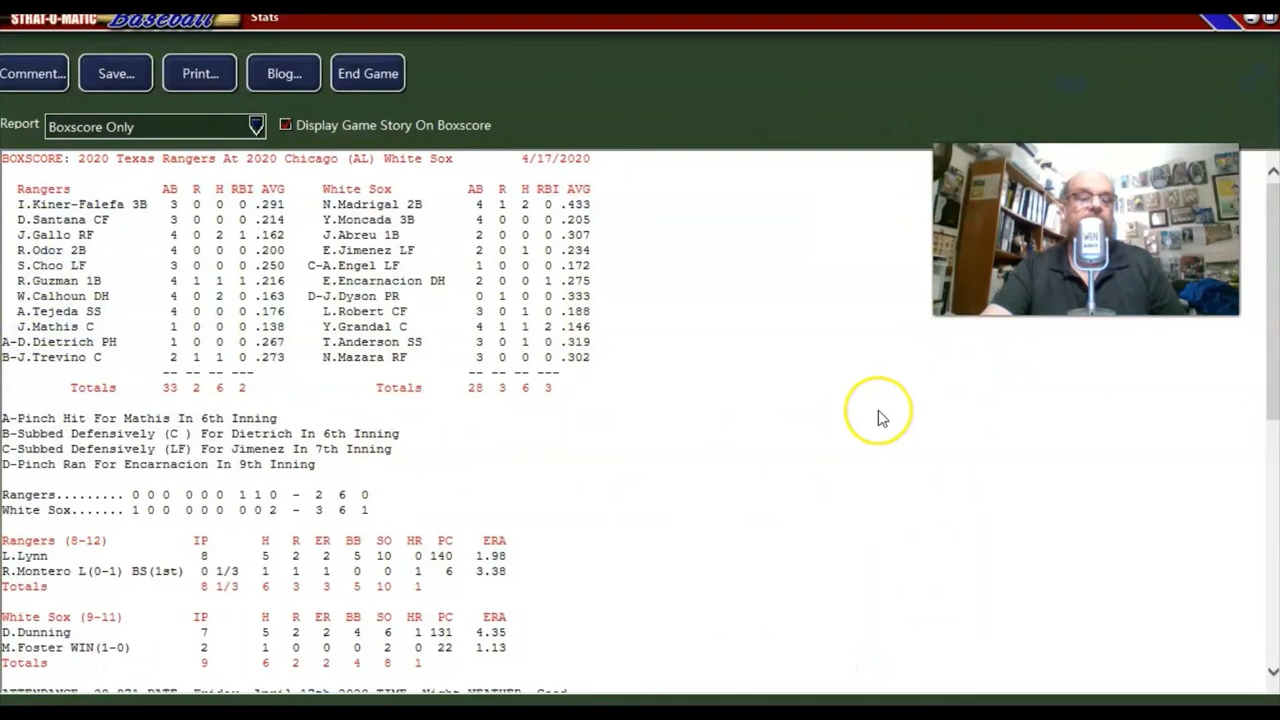 STRAT-O-MATIC Baseball Stats
Comment... Save... Print... Blog... End Game
Report Boxscore Only Display Game Story On Boxscore
BOXSCORE: 2020 Texas Rangers At 2020 Chicago (AL) White Sox 4/17/2020
Rangers AB R H RBI AVG White Sox AB R H RBI AVG
I.Kiner-Falefa 3B 3 0 0 0 .291 N.Madrigal 2B 4 1 2 0 .433
D.Santana CF 3 0 0 0 .214 Y.Moncada 3B 4 0 0 0 .205
J.Gallo RF 4 0 2 1 .162 J.Abreu 1B 2 0 0 0 .307
R.Odor 2B 4 0 0 0 .200 E.Jimenez LF 2 0 1 0 .234
S.Choo LF 3 0 0 0 .250 C-A.Engel LF 1 0 0 0 .172
R.Guzman 1B 4 1 1 1 .216 E.Encarnacion DH 2 0 0 1 .275
W.Calhoun DH 4 0 2 0 .163 D-J.Dyson PR 0 1 0 0 .333
A.Tejeda SS 4 0 0 0 .176 L.Robert CF 3 0 1 0 .188
J.Mathis C 1 0 0 0 .138 Y.Grandal C 4 1 1 2 .146
A-D.Dietrich PH 1 0 0 0 .267 T.Anderson SS 3 0 1 0 .319
B-J.Trevino C 2 1 1 0 .273 N.Mazara RF 3 0 0 0 .302
-- -- -- --- -- -- -- ---
Totals 33 2 6 2 Totals 28 3 6 3
A-Pinch Hit For Mathis In 6th Inning
B-Subbed Defensively (C ) For Dietrich In 6th Inning
C-Subbed Defensively (LF) For Jimenez In 7th Inning
D-Pinch Ran For Encarnacion In 9th Inning
Rangers......... 0 0 0 0 0 0 1 1 0 - 2 6 0
White Sox....... 1 0 0 0 0 0 0 0 2 - 3 6 1
Rangers (8-12) IP H R ER BB SO HR PC ERA
L.Lynn 8 5 2 2 5 10 0 140 1.98
R.Montero L(0-1) BS(1st) 0 1/3 1 1 1 0 0 1 6 3.38
Totals 8 1/3 6 3 3 5 10 1
White Sox (9-11) IP H R ER BB SO HR PC ERA
D.Dunning 7 5 2 2 4 6 1 131 4.35
M.Foster WIN(1-0) 2 1 0 0 0 2 0 22 1.13
Totals 9 6 2 2 4 8 1
WGN